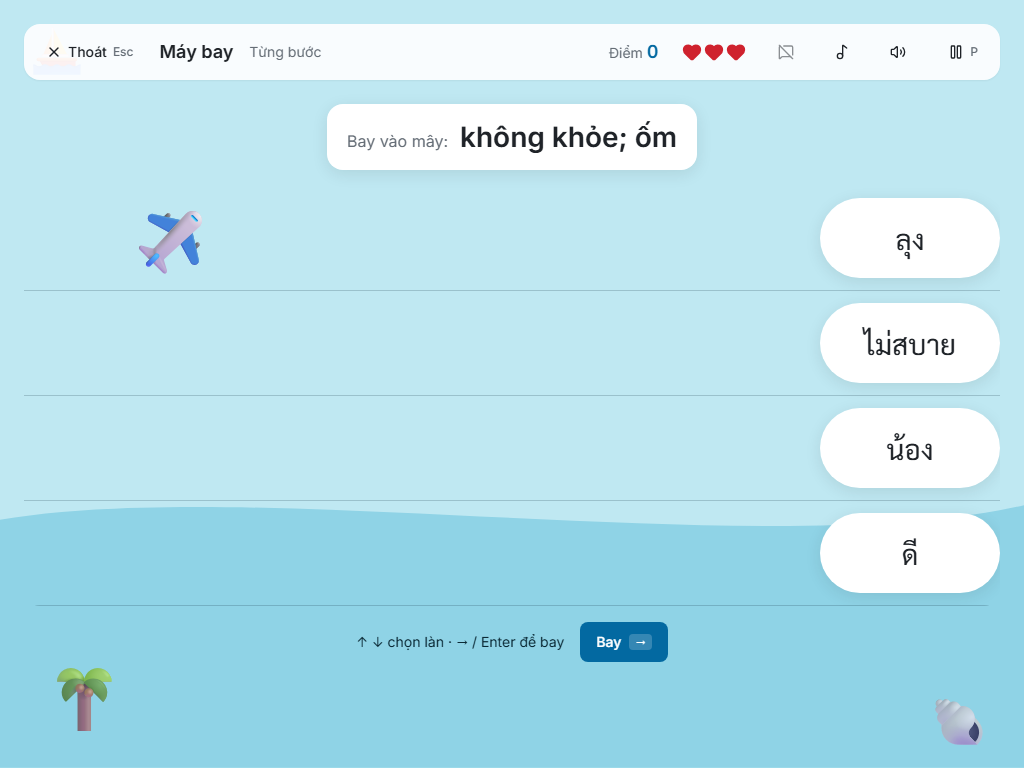 Thoát Esc Máy bay Từng bước Điểm 0 P
Bay vào mây: không khỏe; ốm
ลุง
ไม่สบาย
น้อง
ดี
↑ ↓ chọn làn · → / Enter để bay Bay →